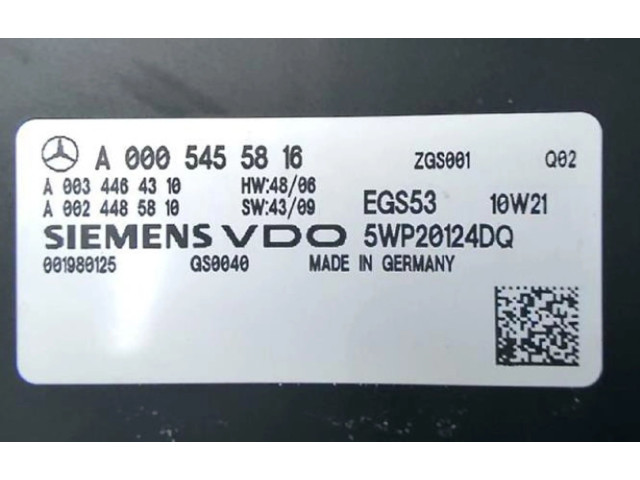 A 000 545 58 16 ZGS001 Q02
A 003 446 43 10 HW:48/06
A 002 448 58 10 SW:43/09 EGS53 10W21
SIEMENS VDO 5WP20124DQ
001980125 GS0040 MADE IN GERMANY